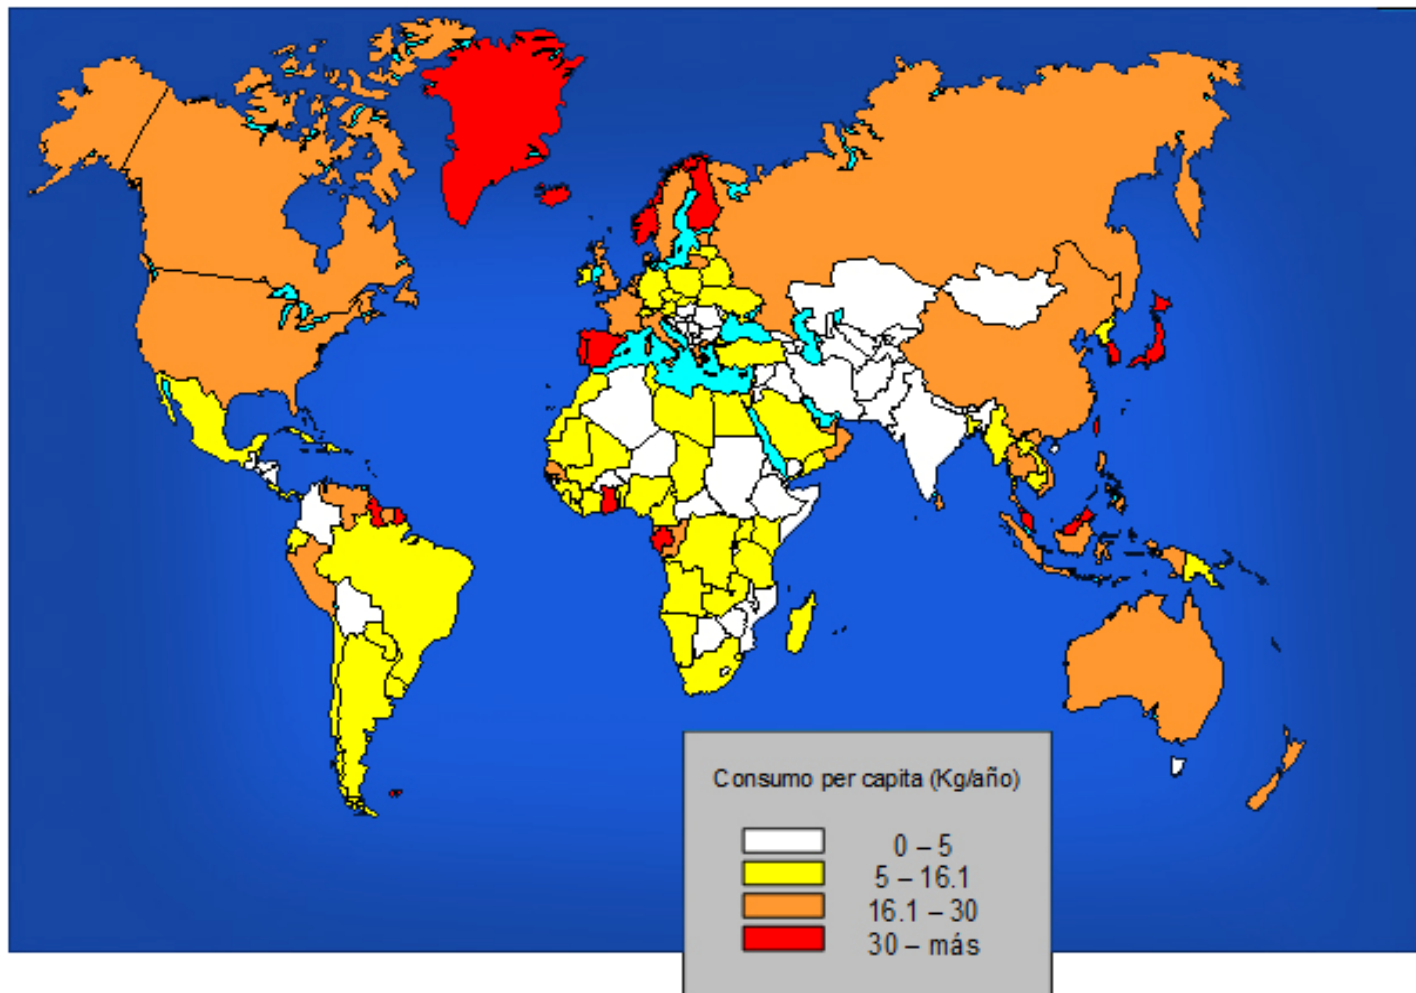 Consumo per capita (Kg/año)
0 – 5
5 – 16.1
16.1 – 30
30 – más